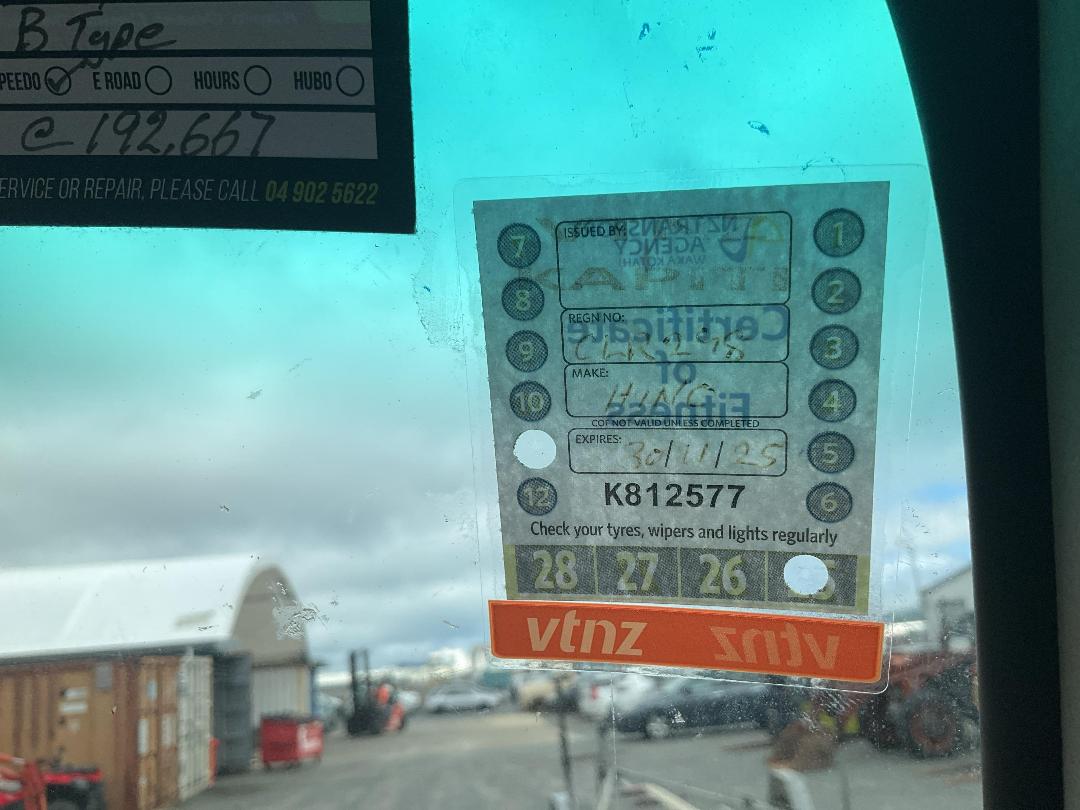 B Type
PEEDO E ROAD HOURS HUBO
@ 192,667
ERVICE OR REPAIR, PLEASE CALL 04 902 5622
7 ISSUED BY: 1
NZ TRANSPORT
AGENCY
WAKA KOTAHI
KAPITI
8 2
REGN NO:
Certificate
9 3
MAKE:
of
HINO
10 4
Fitness
COF NOT VALID UNLESS COMPLETED
EXPIRES: 30/11/25
5
12 K812577 6
Check your tyres, wipers and lights regularly
28 27 26
vtnz vtnz